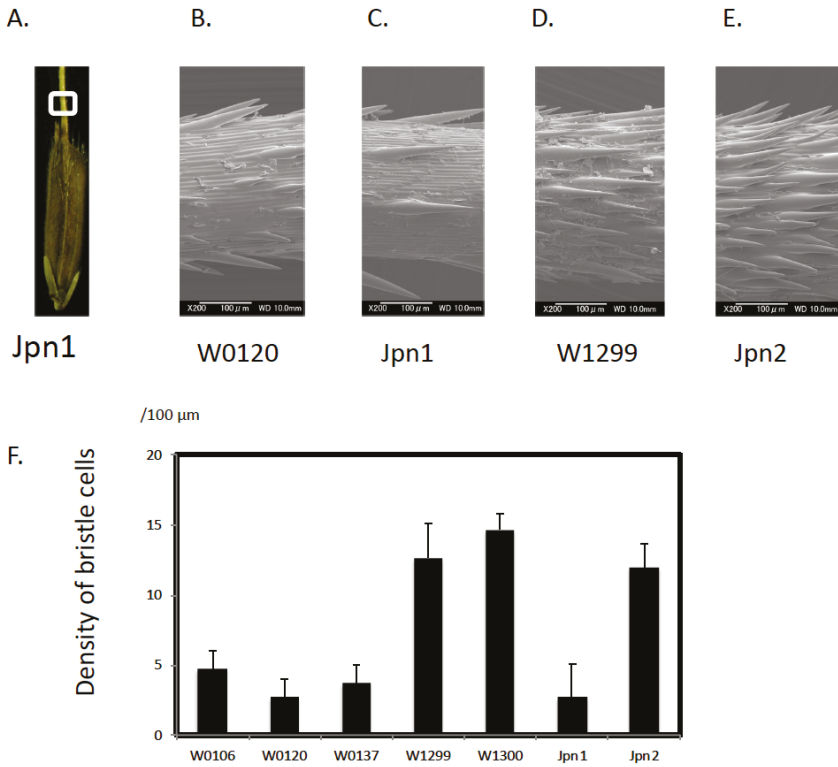 A.
B.
C.
D.
E.
X200 100 μm WD 10.0mm
X200 100 μm WD 10.0mm
X200 100 μm WD 10.0mm
X200 100 μm WD 10.0mm
Jpn1
W0120
Jpn1
W1299
Jpn2
/100 μm
F.
Density of bristle cells
20
15
10
5
0
W0106 W0120 W0137 W1299 W1300 Jpn1 Jpn2